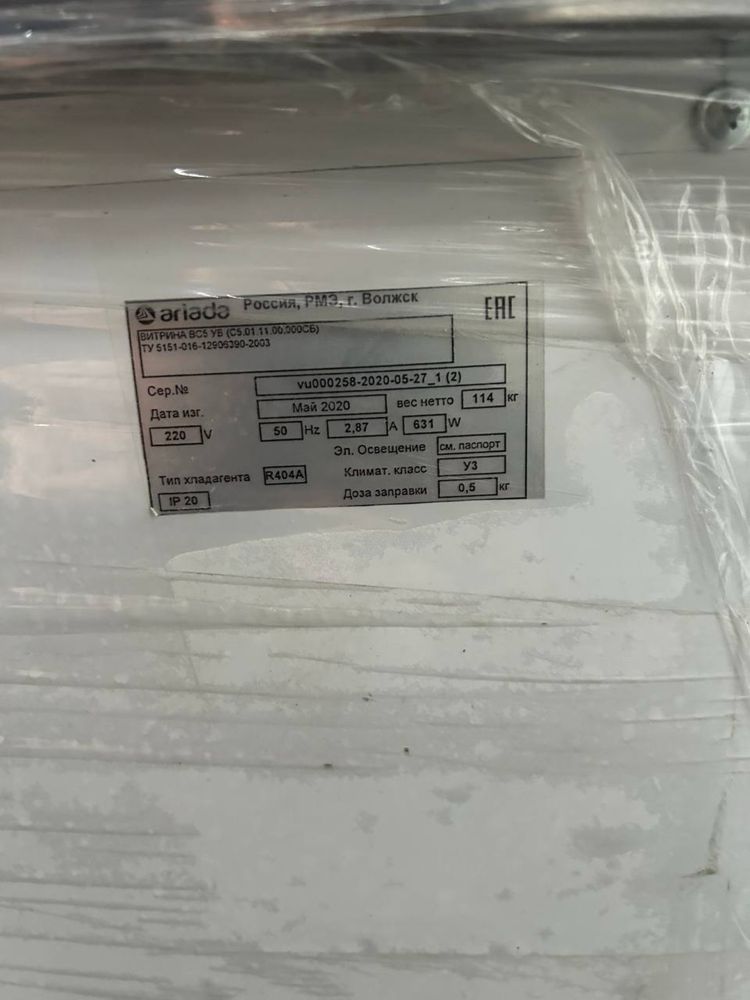 ariada Россия, РМЭ, г. Волжск EAC
ВИТРИНА ВС5 УВ (С5.01.11.00.000СБ)
ТУ 5151-016-12906390-2003
Сер.№ vu000258-2020-05-27_1 (2)
Дата изг. Май 2020 вес нетто 114 кг
220 V 50 Hz 2,87 A 631 W
Эл. Освещение см. паспорт
Тип хладагента R404A Климат. класс У3
IP 20 Доза заправки 0,5 кг